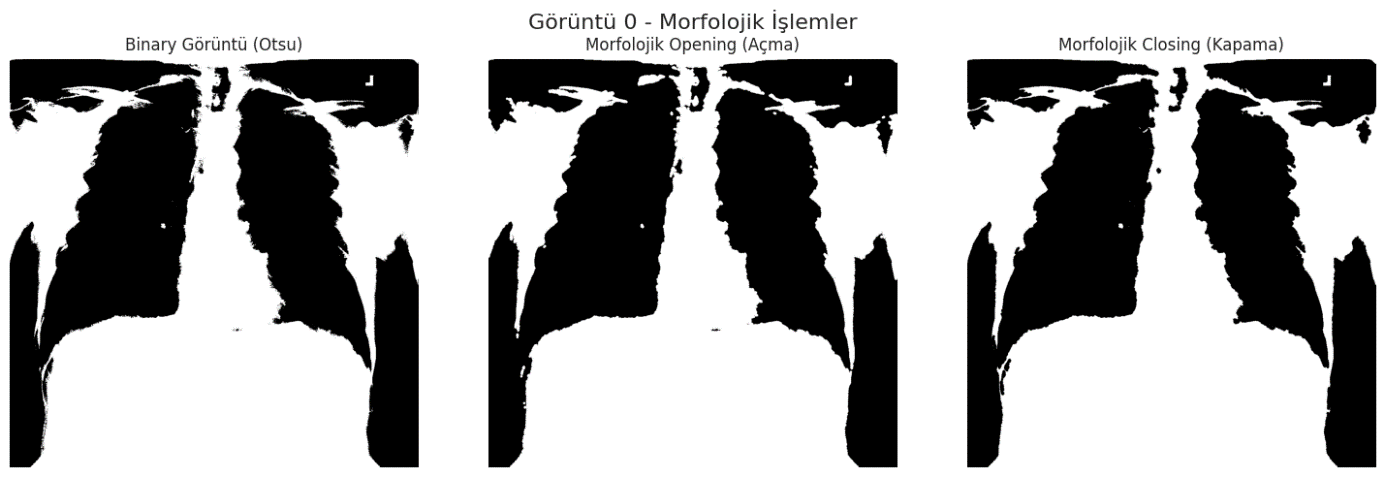 Görüntü 0 - Morfolojik İşlemler
Binary Görüntü (Otsu)
Morfolojik Opening (Açma)
Morfolojik Closing (Kapama)